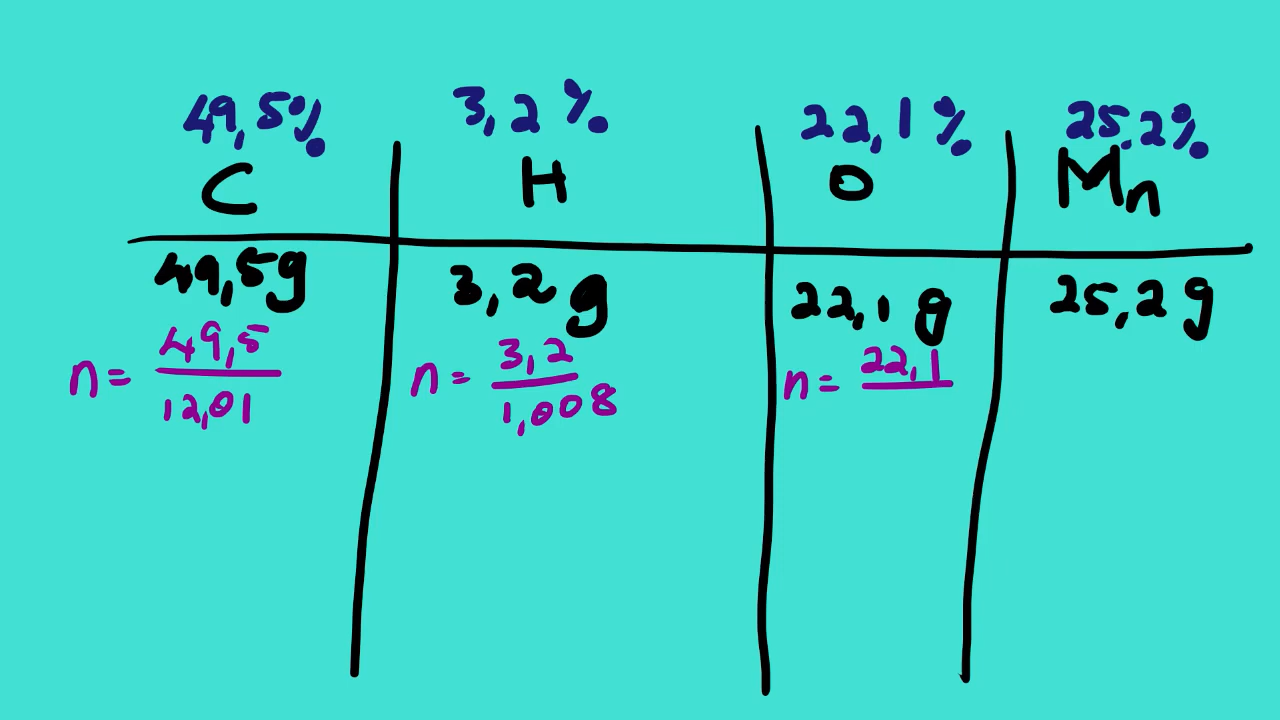 49,5% 3,2% 22,1% 25,2%
C H O Mn
49,5g 3,2g 22,1g 25,2g
n = 49,5 n = 3,2 n = 22,1
12,01 1,008